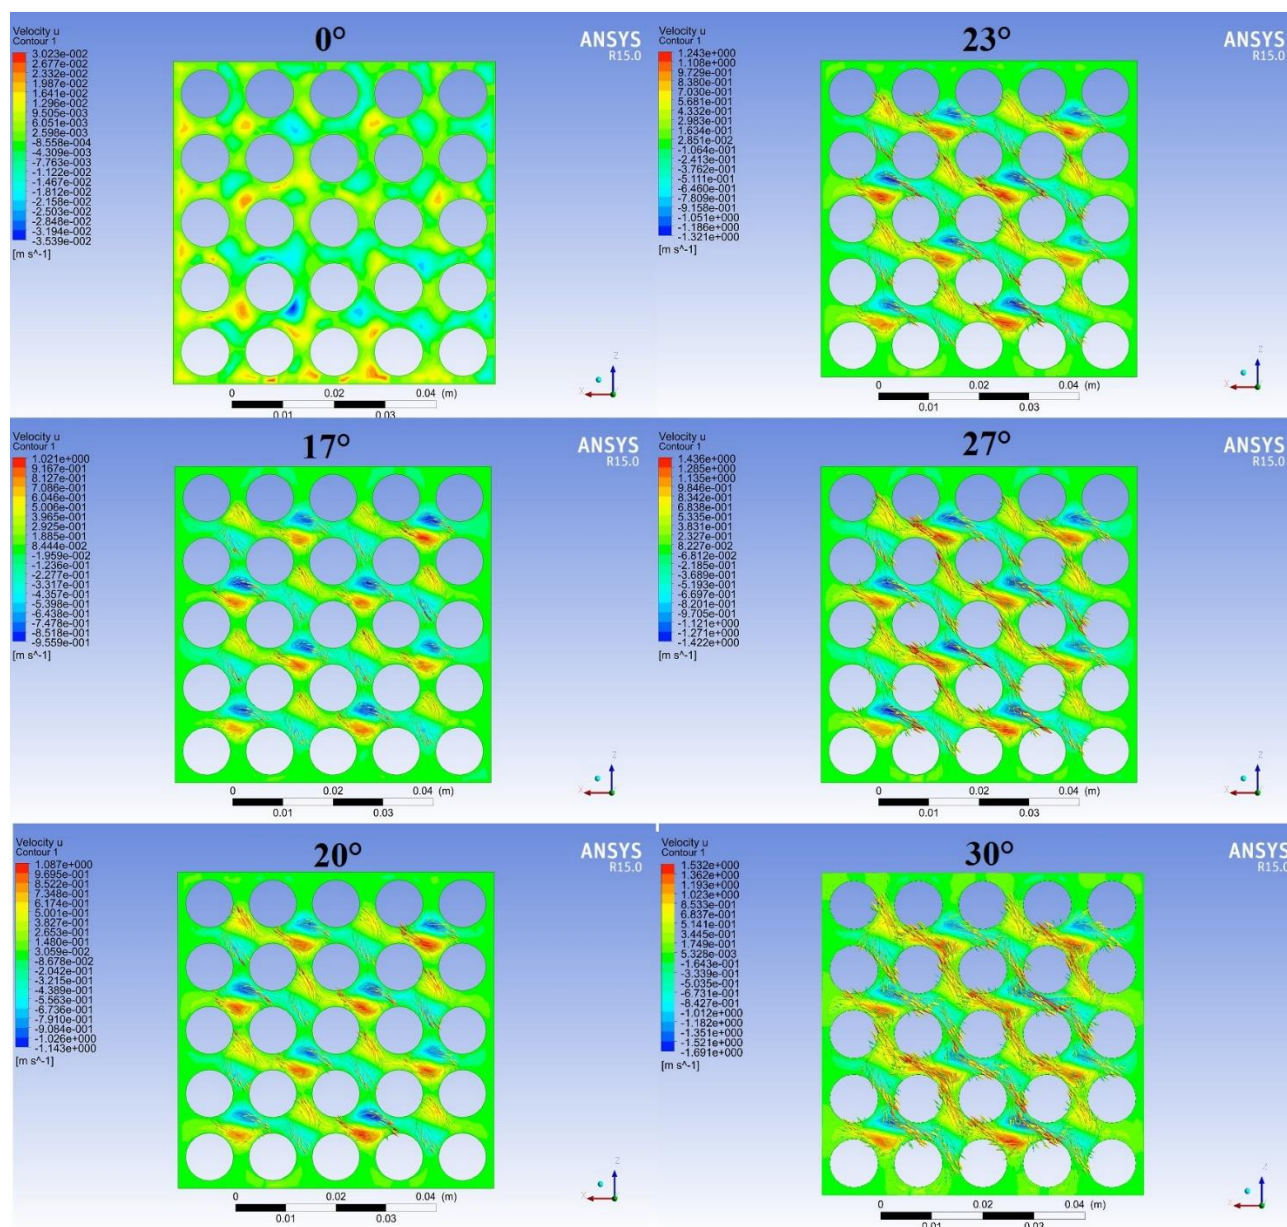 0°
Velocity u
Contour 1
3.023e-002
2.677e-002
2.332e-002
1.987e-002
1.641e-002
1.296e-002
9.505e-003
6.051e-003
2.598e-003
-8.558e-004
-4.309e-003
-7.763e-003
-1.122e-002
-1.467e-002
-1.812e-002
-2.158e-002
-2.503e-002
-2.848e-002
-3.194e-002
-3.539e-002
[m s^-1]
ANSYS
R15.0
Z
X
0 0.02 0.04 (m)
0.01 0.03
23°
Velocity u
Contour 1
1.243e+000
1.108e+000
9.729e-001
8.380e-001
7.030e-001
5.681e-001
4.332e-001
2.983e-001
1.634e-001
2.851e-002
-1.064e-001
-2.413e-001
-3.762e-001
-5.111e-001
-6.460e-001
-7.809e-001
-9.158e-001
-1.051e+000
-1.186e+000
-1.321e+000
[m s^-1]
ANSYS
R15.0
Z
X
0 0.02 0.04 (m)
0.01 0.03
17°
Velocity u
Contour 1
1.021e+000
9.167e-001
8.127e-001
7.086e-001
6.046e-001
5.006e-001
3.965e-001
2.925e-001
1.885e-001
8.444e-002
-1.959e-001
-1.236e-001
-2.277e-001
-3.317e-001
-4.357e-001
-5.398e-001
-6.438e-001
-7.478e-001
-8.518e-001
-9.559e-001
[m s^-1]
ANSYS
R15.0
Z
X
0 0.02 0.04 (m)
0.01 0.03
27°
Velocity u
Contour 1
1.436e+000
1.285e+000
1.135e+000
9.846e-001
8.342e-001
6.838e-001
5.335e-001
3.831e-001
2.327e-001
8.227e-002
-6.812e-002
-2.185e-001
-3.689e-001
-5.193e-001
-6.697e-001
-8.201e-001
-9.705e-001
-1.121e+000
-1.271e+000
-1.422e+000
[m s^-1]
ANSYS
R15.0
Z
X
0 0.02 0.04 (m)
0.01 0.03
20°
Velocity u
Contour 1
1.087e+000
9.695e-001
8.522e-001
7.348e-001
6.174e-001
5.001e-001
3.827e-001
2.653e-001
1.480e-001
3.059e-002
-8.678e-002
-2.042e-001
-3.215e-001
-4.389e-001
-5.563e-001
-6.736e-001
-7.910e-001
-9.084e-001
-1.026e+000
-1.143e+000
[m s^-1]
ANSYS
R15.0
Z
X
0 0.02 0.04 (m)
0.01 0.03
30°
Velocity u
Contour 1
1.532e+000
1.362e+000
1.193e+000
1.023e+000
8.533e-001
6.837e-001
5.141e-001
3.445e-001
1.749e-001
5.328e-003
-1.643e-001
-3.339e-001
-5.035e-001
-6.731e-001
-8.427e-001
-1.012e+000
-1.182e+000
-1.351e+000
-1.521e+000
-1.691e+000
[m s^-1]
ANSYS
R15.0
Z
X
0 0.02 0.04 (m)
0.01 0.03